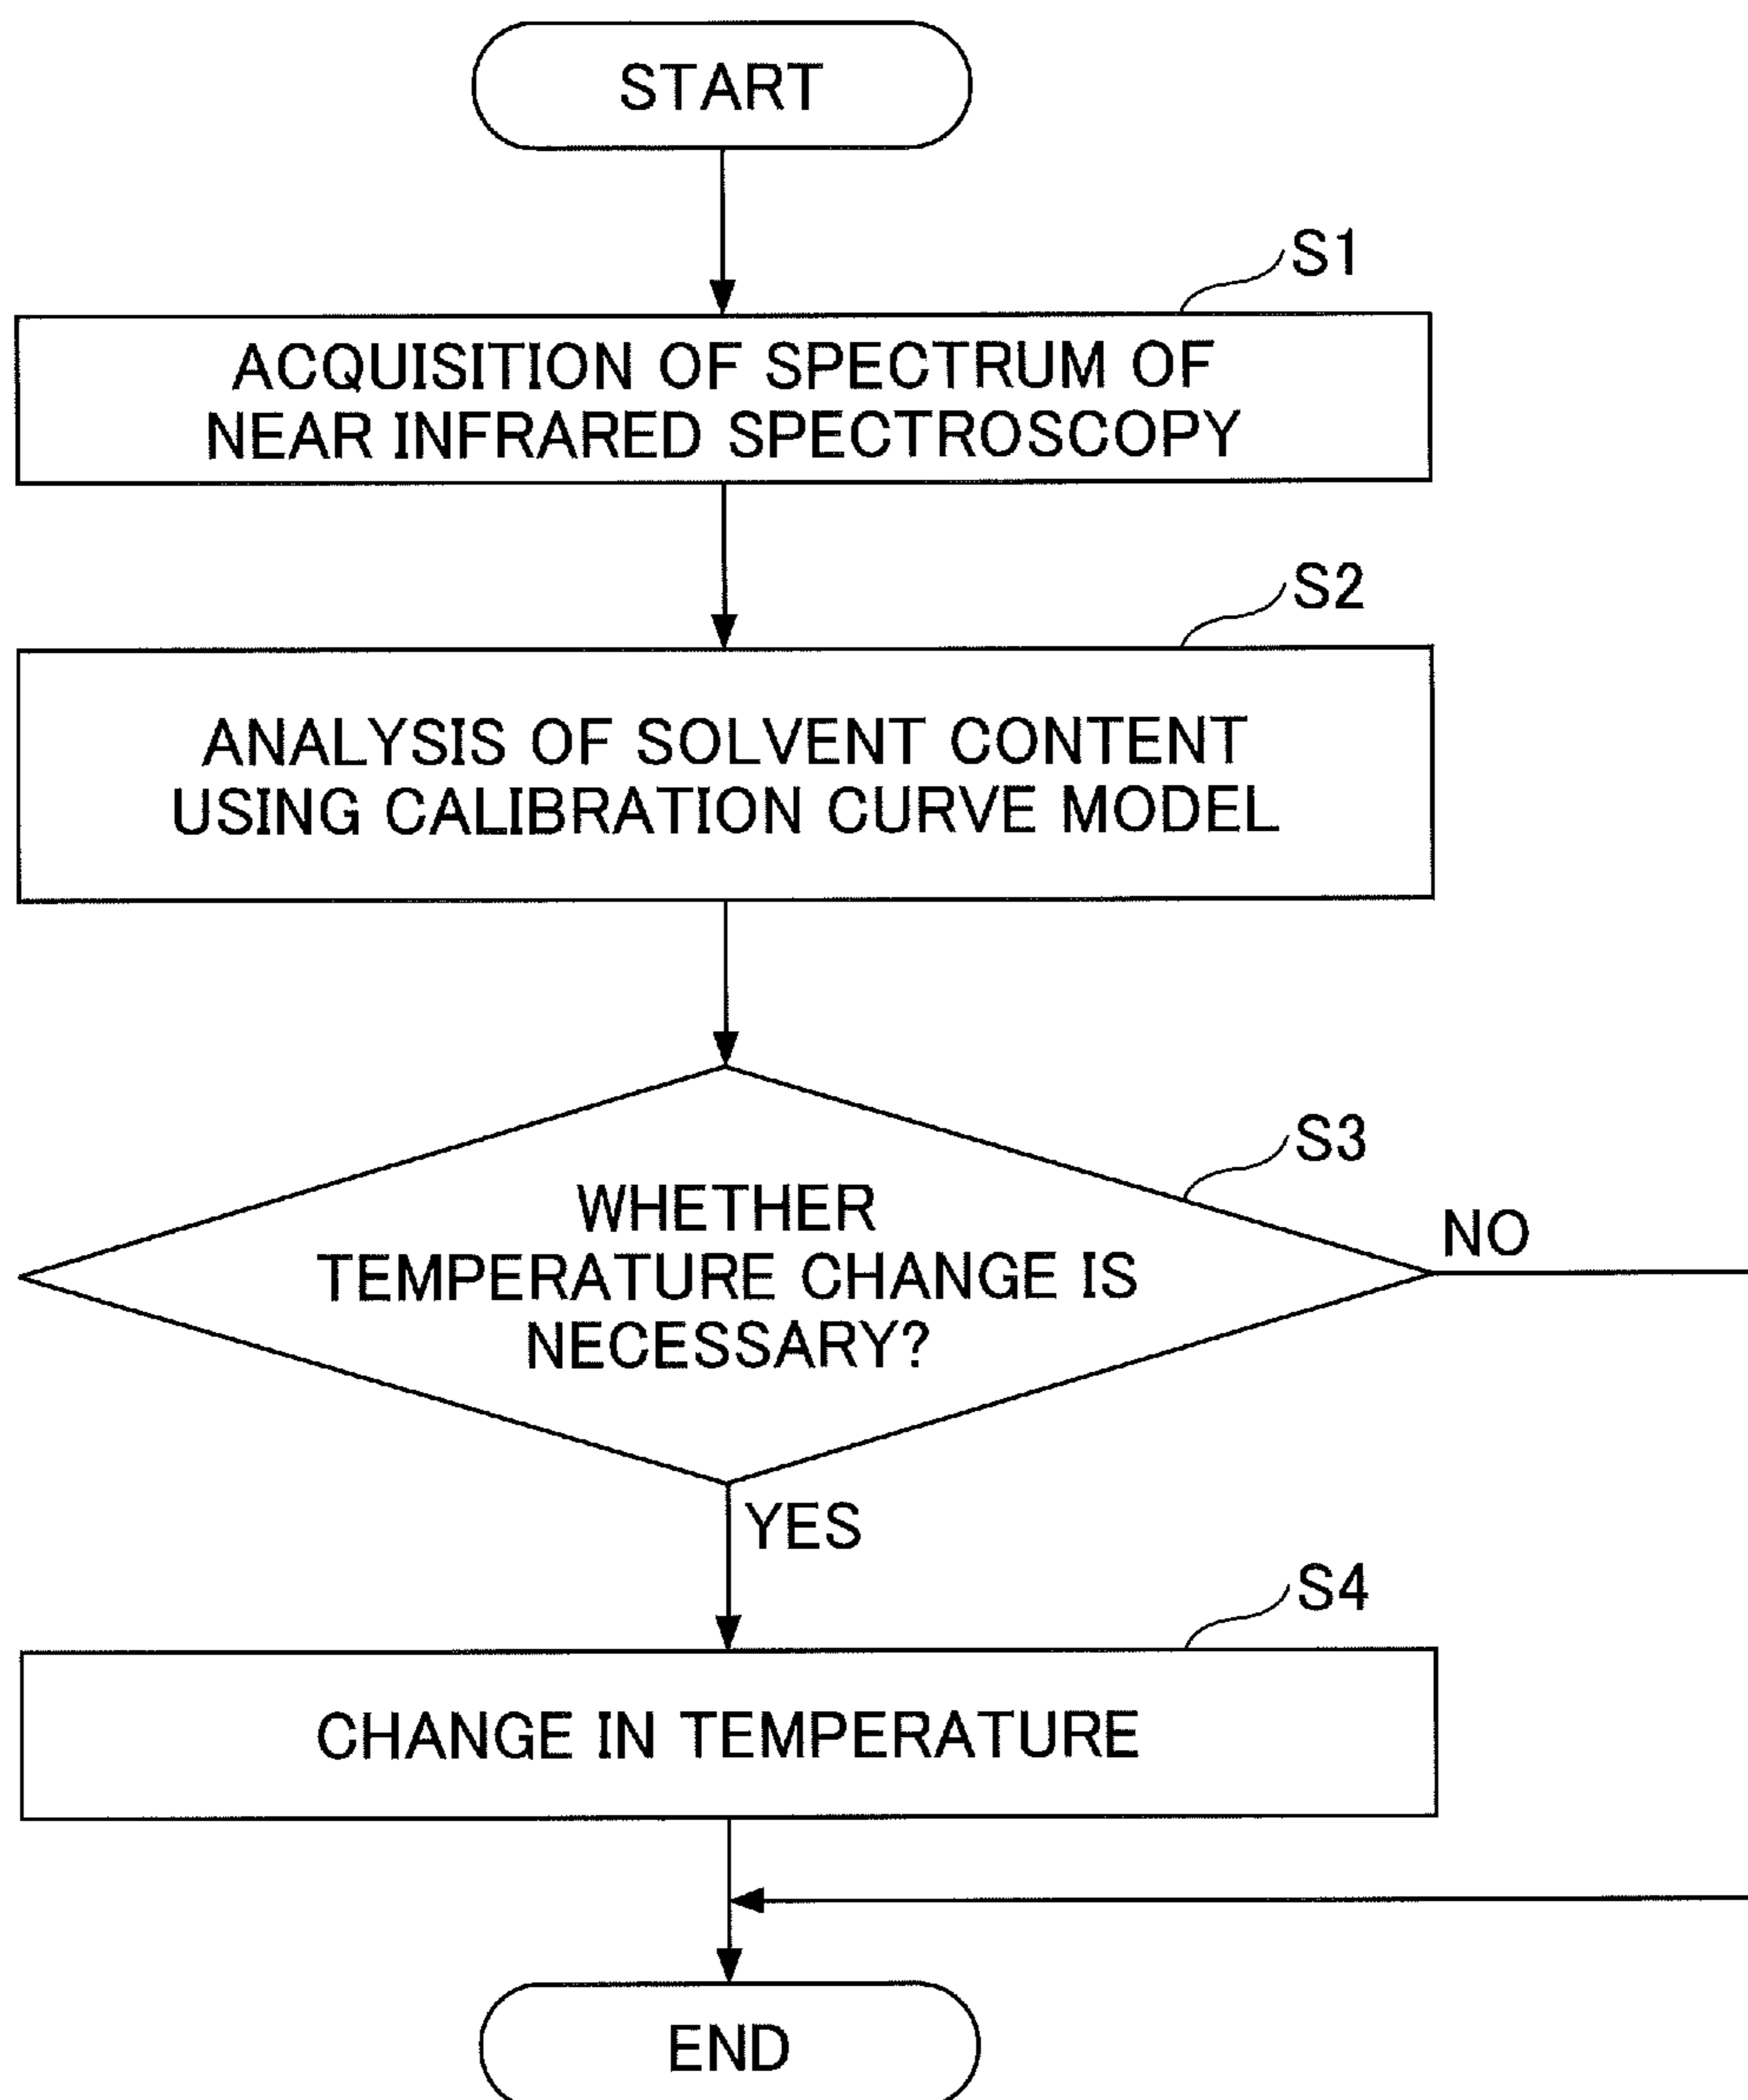 START
S1
ACQUISITION OF SPECTRUM OF
NEAR INFRARED SPECTROSCOPY
S2
ANALYSIS OF SOLVENT CONTENT
USING CALIBRATION CURVE MODEL
S3
WHETHER
TEMPERATURE CHANGE IS
NECESSARY?
NO
YES
S4
CHANGE IN TEMPERATURE
END